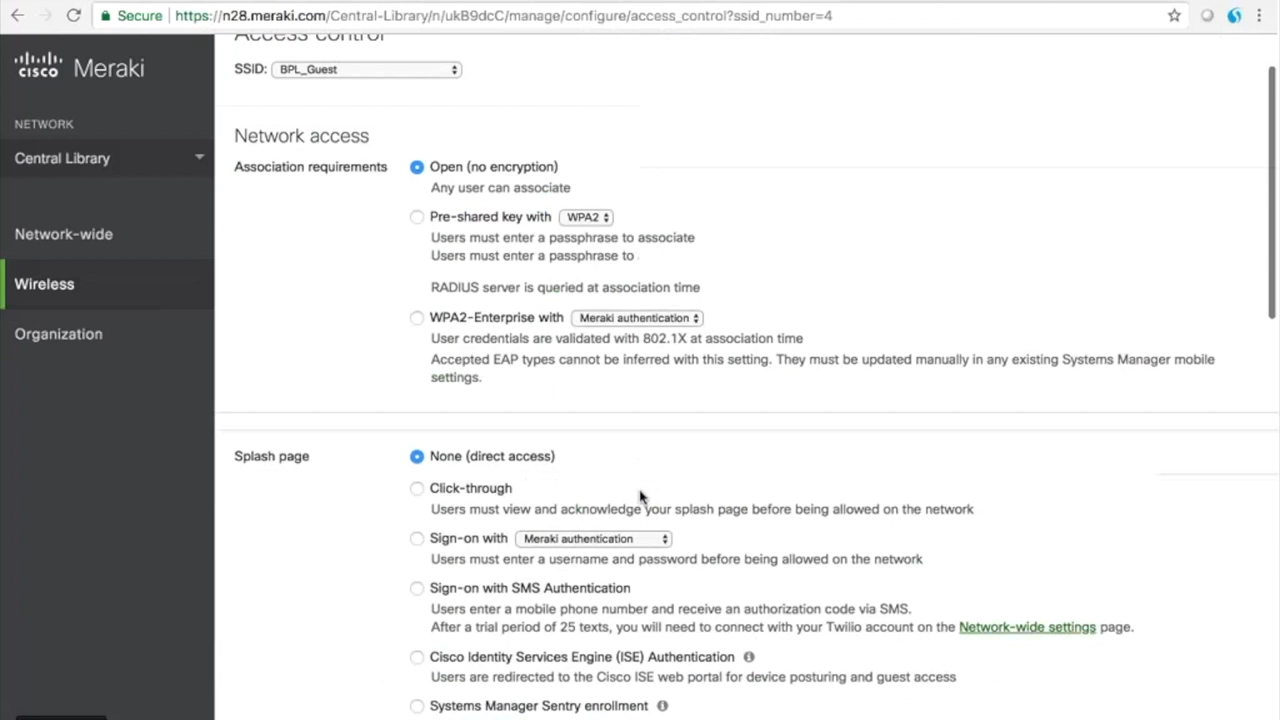 Secure https://n28.meraki.com/Central-Library/n/ukB9dcC/manage/configure/access_control?ssid_number=4
Access control
CISCO Meraki
SSID: BPL_Guest
NETWORK
Central Library
Network-wide
Wireless
Organization
Network access
Association requirements
Open (no encryption)
Any user can associate
Pre-shared key with WPA2
Users must enter a passphrase to associate
Users must enter a passphrase to
RADIUS server is queried at association time
WPA2-Enterprise with Meraki authentication
User credentials are validated with 802.1X at association time
Accepted EAP types cannot be inferred with this setting. They must be updated manually in any existing Systems Manager mobile
settings.
Splash page
None (direct access)
Click-through
Users must view and acknowledge your splash page before being allowed on the network
Sign-on with Meraki authentication
Users must enter a username and password before being allowed on the network
Sign-on with SMS Authentication
Users enter a mobile phone number and receive an authorization code via SMS.
After a trial period of 25 texts, you will need to connect with your Twilio account on the Network-wide settings page.
Cisco Identity Services Engine (ISE) Authentication
Users are redirected to the Cisco ISE web portal for device posturing and guest access
Systems Manager Sentry enrollment